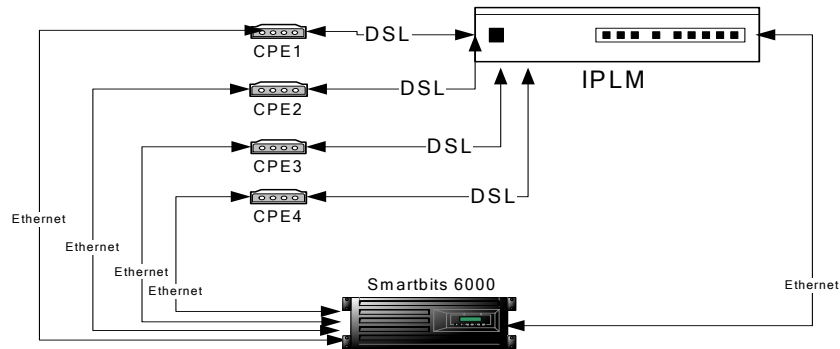 DSL
CPE1
IPLM
DSL
CPE2
DSL
CPE3
DSL
CPE4
Ethernet
Ethernet
Ethernet
Ethernet
Ethernet
Smartbits 6000